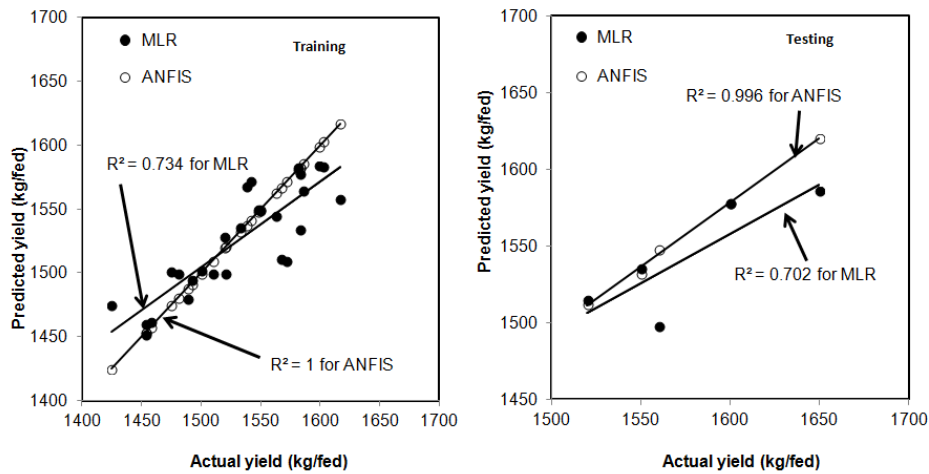 1700
1650
1600
1550
1500
1450
1400
Predicted yield (kg/fed)
MLR
ANFIS
Training
R² = 0.734 for MLR
R² = 1 for ANFIS
1400 1450 1500 1550 1600 1650 1700
Actual yield (kg/fed)
1700
1650
1600
1550
1500
1450
Predicted yield (kg/fed)
MLR
ANFIS
Testing
R² = 0.996 for ANFIS
R² = 0.702 for MLR
1500 1550 1600 1650 1700
Actual yield (kg/fed)